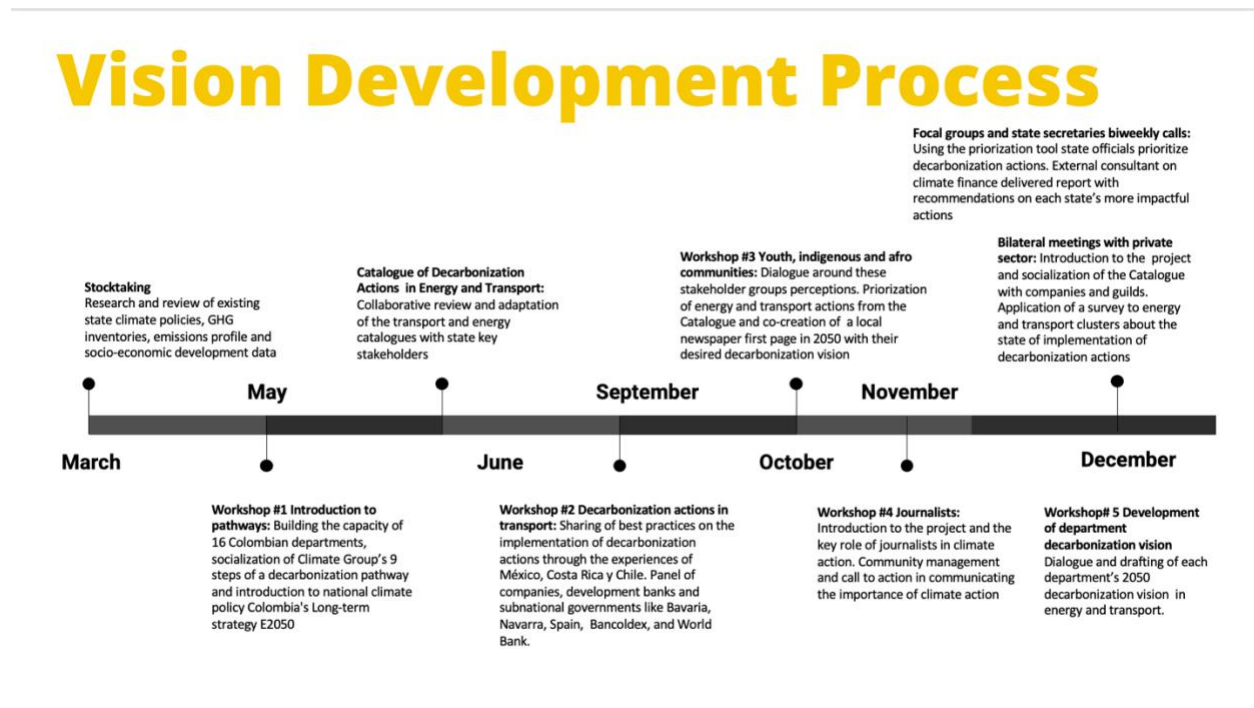 Vision Development Process
Focal groups and state secretaries biweekly calls:
Using the priorization tool state officials prioritize
decarbonization actions. External consultant on
climate finance delivered report with
recommendations on each state's more impactful
actions
Stocktaking
Research and review of existing
state climate policies, GHG
inventories, emissions profile and
socio-economic development data
Catalogue of Decarbonization
Actions in Energy and Transport:
Collaborative review and adaptation
of the transport and energy
catalogues with state key
stakeholders
Workshop #3 Youth, indigenous and afro
communities: Dialogue around these
stakeholder groups perceptions. Priorization
of energy and transport actions from the
Catalogue and co-creation of a local
newspaper first page in 2050 with their
desired decarbonization vision
Bilateral meetings with private
sector: Introduction to the project
and socialization of the Catalogue
with companies and guilds.
Application of a survey to energy
and transport clusters about the
state of implementation of
decarbonization actions
May
September
November
March
June
October
December
Workshop #1 Introduction to
pathways: Building the capacity of
16 Colombian departments,
socialization of Climate Group's 9
steps of a decarbonization pathway
and introduction to national climate
policy Colombia's Long-term
strategy E2050
Workshop #2 Decarbonization actions in
transport: Sharing of best practices on the
implementation of decarbonization
actions through the experiences of
México, Costa Rica y Chile. Panel of
companies, development banks and
subnational governments like Bavaria,
Navarra, Spain, Bancoldex, and World
Bank.
Workshop #4 Journalists:
Introduction to the project and the
key role of journalists in climate
action. Community management
and call to action in communicating
the importance of climate action
Workshop# 5 Development
of department
decarbonization vision
Dialogue and drafting of each
department's 2050
decarbonization vision in
energy and transport.